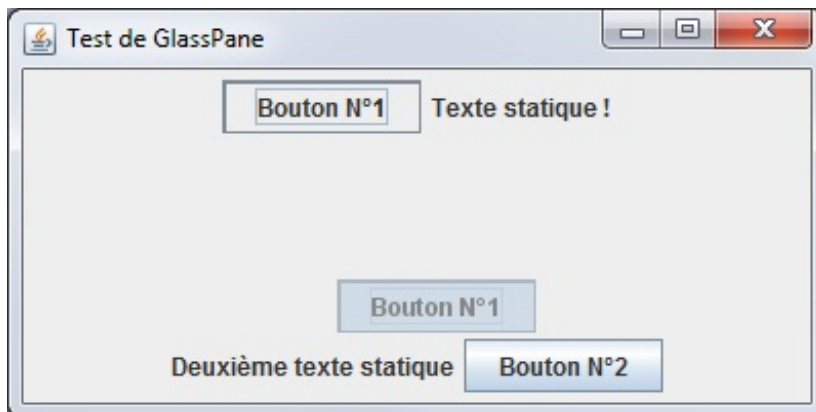 Test de GlassPane
Bouton N°1 Texte statique !
Bouton N°1
Deuxième texte statique Bouton N°2